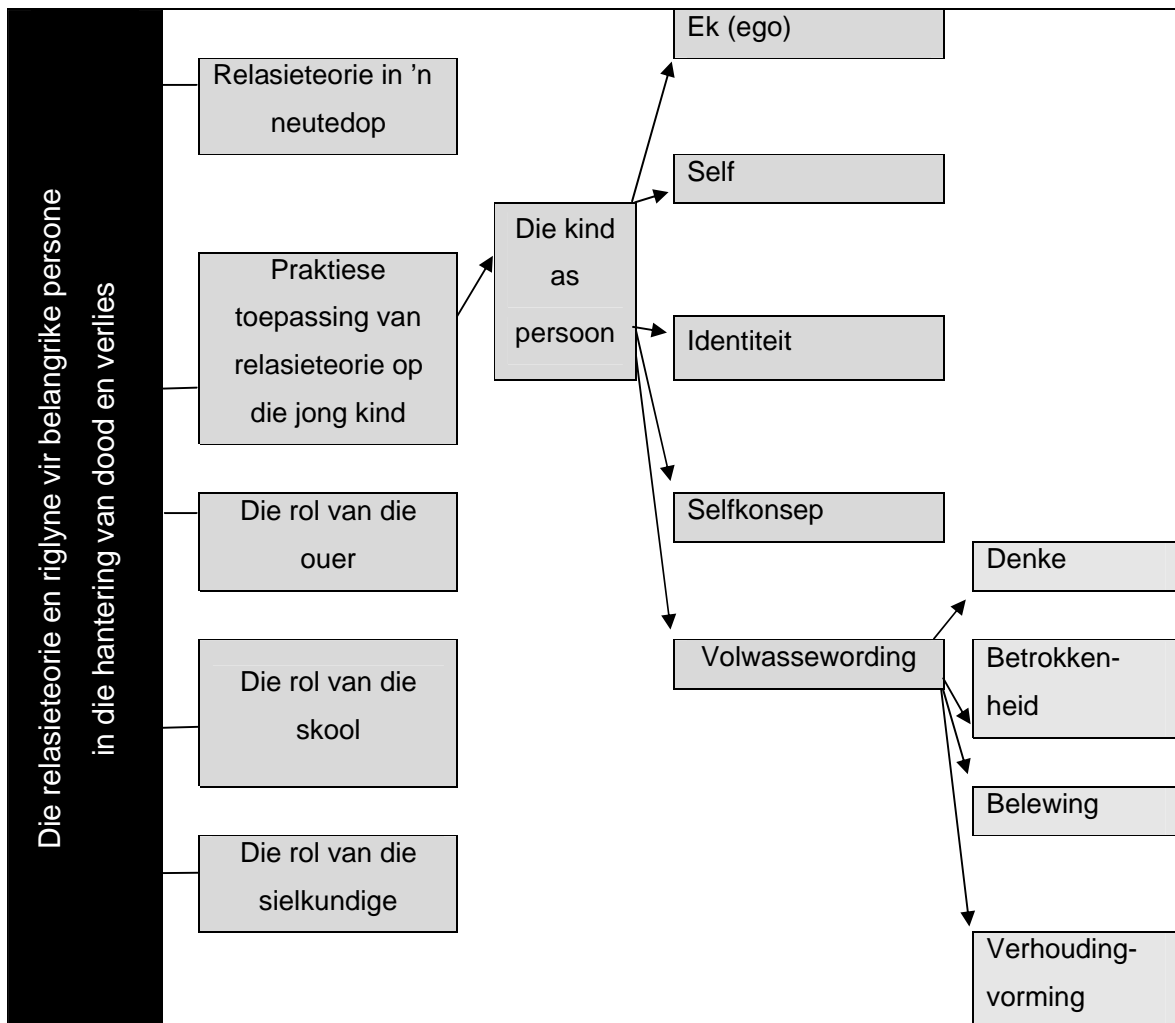 Die relasieteorie en riglyne vir belangrike persone
in die hantering van dood en verlies
Relasieteorie in ’n
neutedop
Praktiese
toepassing van
relasieteorie op
die jong kind
Die rol van die
ouer
Die rol van die
skool
Die rol van die
sielkundige
Die kind
as
persoon
Ek (ego)
Self
Identiteit
Selfkonsep
Volwassewording
Denke
Betrokken-
heid
Belewing
Verhouding-
vorming